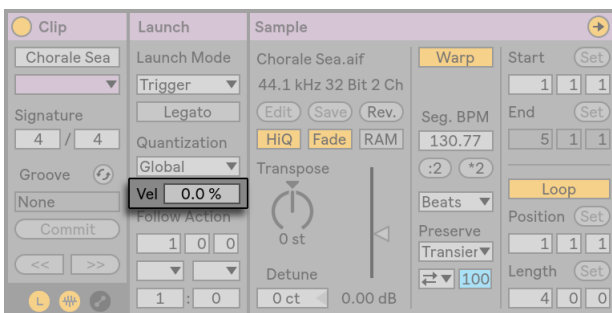 Clip
Chorale Sea
Signature
4 / 4
Groove
None
Commit
<< >>
L
Launch
Launch Mode
Trigger
Legato
Quantization
Global
Vel 0.0 %
Follow Action
1 0 0
1 : 0
Sample
Chorale Sea.aif
44.1 kHz 32 Bit 2 Ch
Edit Save Rev.
HiQ Fade RAM
Transpose
0 st
Detune
0 ct 0.00 dB
Warp
Seg. BPM
130.77
:2 *2
Beats
Preserve
Transier
100
Start Set
1 1 1
End Set
5 1 1
Loop
Position Set
1 1 1
Length Set
4 0 0